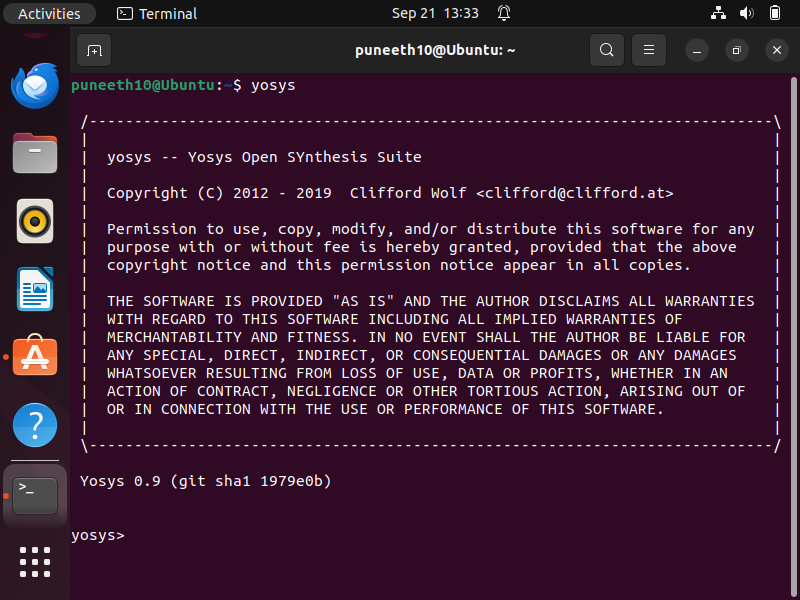 Activities
Terminal
Sep 21 13:33
puneeth10@Ubuntu: ~
puneeth10@Ubuntu:~$ yosys
/----------------------------------------------------------------------------\
|                                                                            |
|  yosys -- Yosys Open SYnthesis Suite                                       |
|                                                                            |
|  Copyright (C) 2012 - 2019  Clifford Wolf <clifford@clifford.at>           |
|                                                                            |
|  Permission to use, copy, modify, and/or distribute this software for any  |
|  purpose with or without fee is hereby granted, provided that the above    |
|  copyright notice and this permission notice appear in all copies.         |
|                                                                            |
|  THE SOFTWARE IS PROVIDED "AS IS" AND THE AUTHOR DISCLAIMS ALL WARRANTIES  |
|  WITH REGARD TO THIS SOFTWARE INCLUDING ALL IMPLIED WARRANTIES OF          |
|  MERCHANTABILITY AND FITNESS. IN NO EVENT SHALL THE AUTHOR BE LIABLE FOR   |
|  ANY SPECIAL, DIRECT, INDIRECT, OR CONSEQUENTIAL DAMAGES OR ANY DAMAGES    |
|  WHATSOEVER RESULTING FROM LOSS OF USE, DATA OR PROFITS, WHETHER IN AN     |
|  ACTION OF CONTRACT, NEGLIGENCE OR OTHER TORTIOUS ACTION, ARISING OUT OF   |
|  OR IN CONNECTION WITH THE USE OR PERFORMANCE OF THIS SOFTWARE.            |
|                                                                            |
\----------------------------------------------------------------------------/
Yosys 0.9 (git sha1 1979e0b)
yosys>